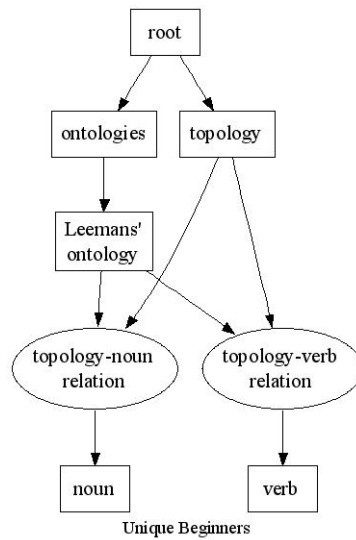 root
ontologies
topology
Leemans'
ontology
topology-noun
relation
topology-verb
relation
noun
verb
Unique Beginners